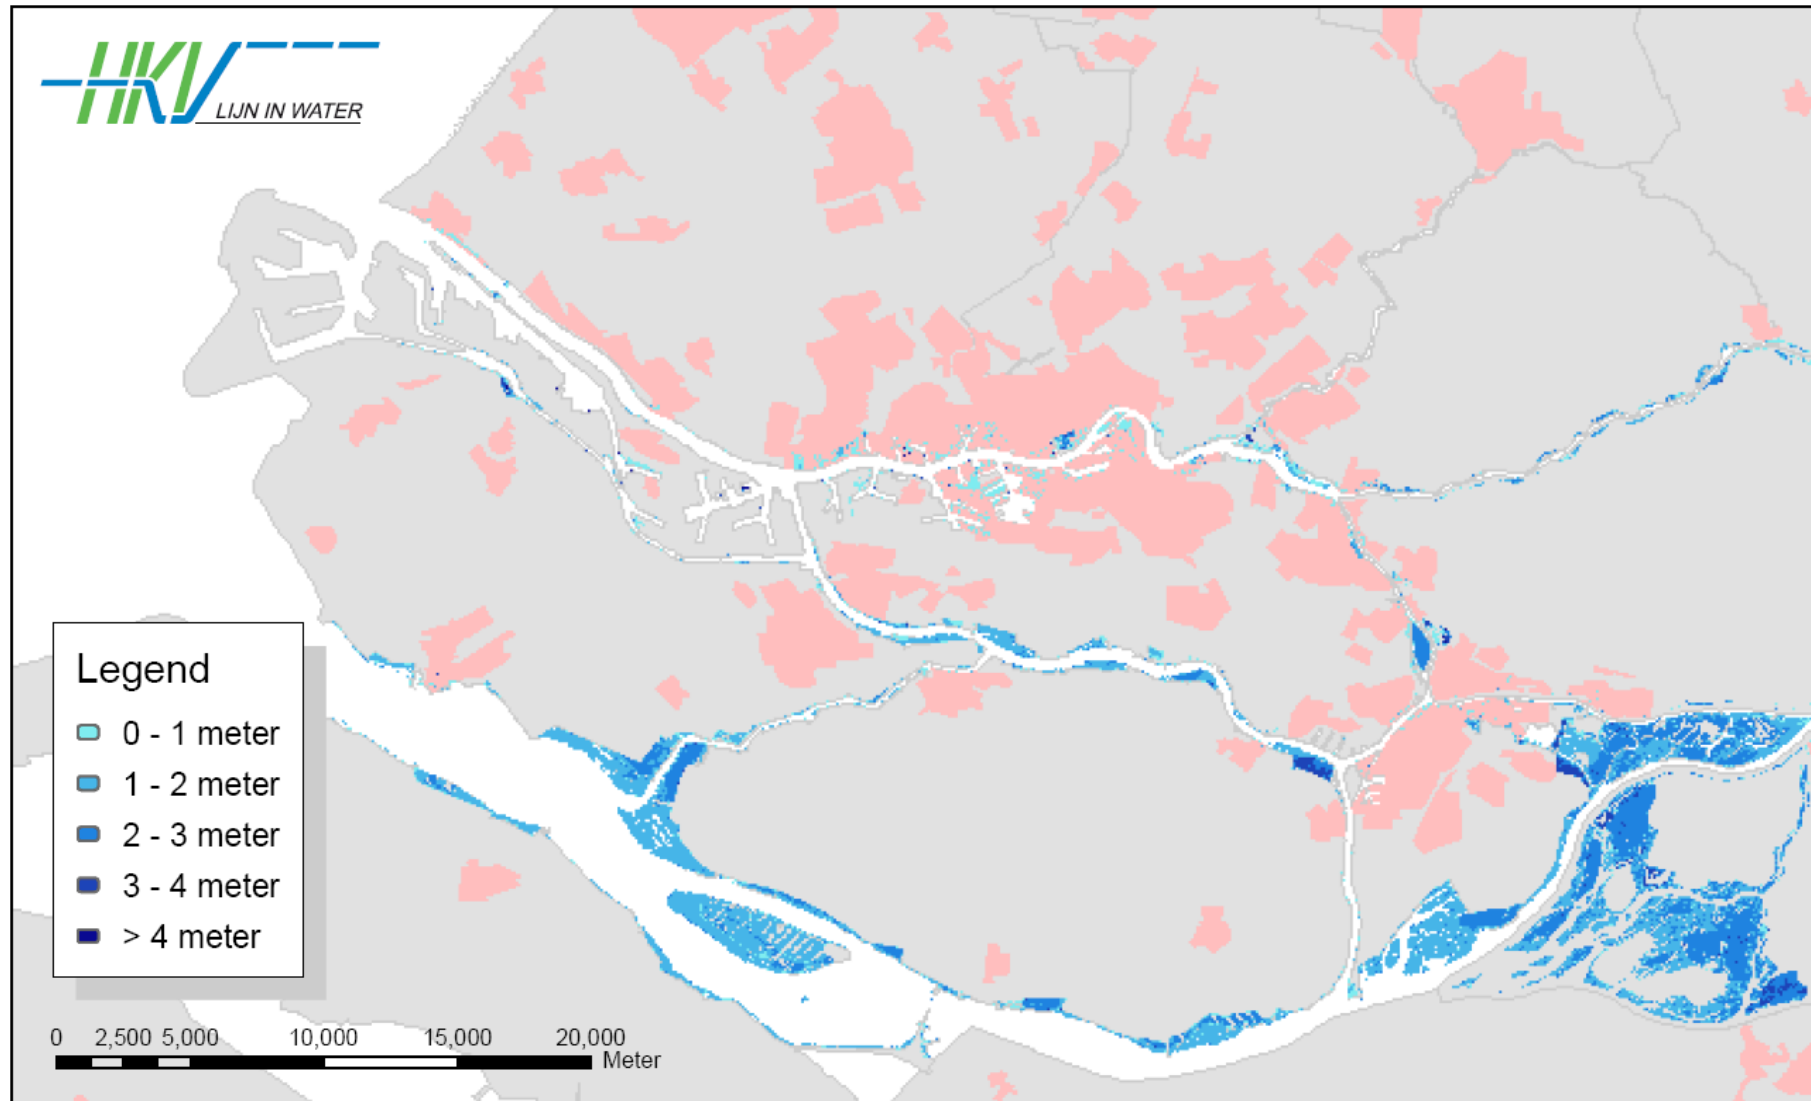 HKV
LIJN IN WATER
Legend
0 - 1 meter
1 - 2 meter
2 - 3 meter
3 - 4 meter
> 4 meter
0 2,500 5,000 10,000 15,000 20,000
Meter